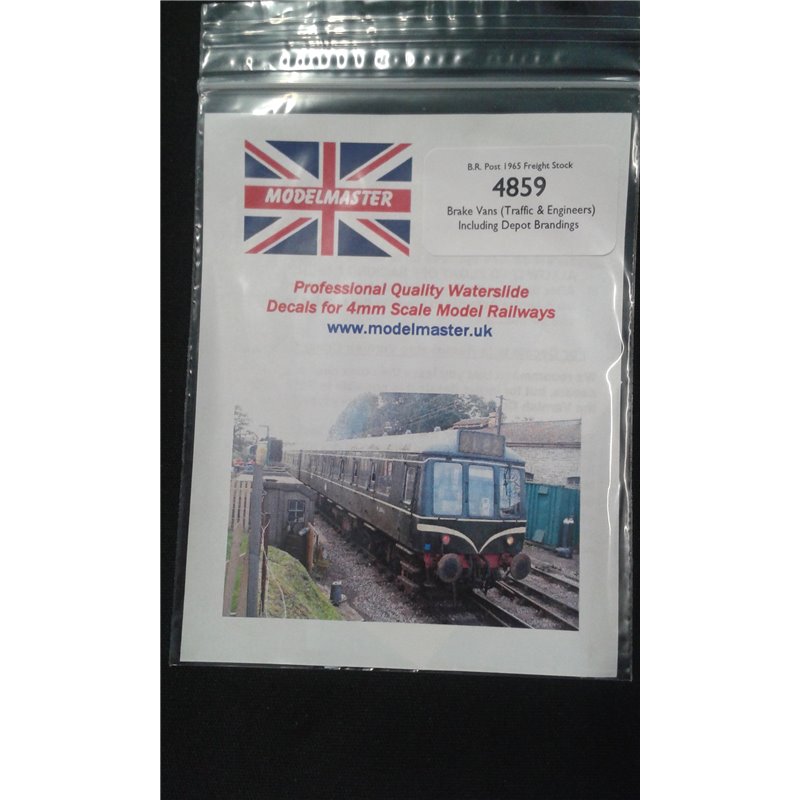 MODELMASTER
B.R. Post 1965 Freight Stock
4859
Brake Vans (Traffic & Engineers)
Including Depot Brandings
Professional Quality Waterslide
Decals for 4mm Scale Model Railways
www.modelmaster.uk